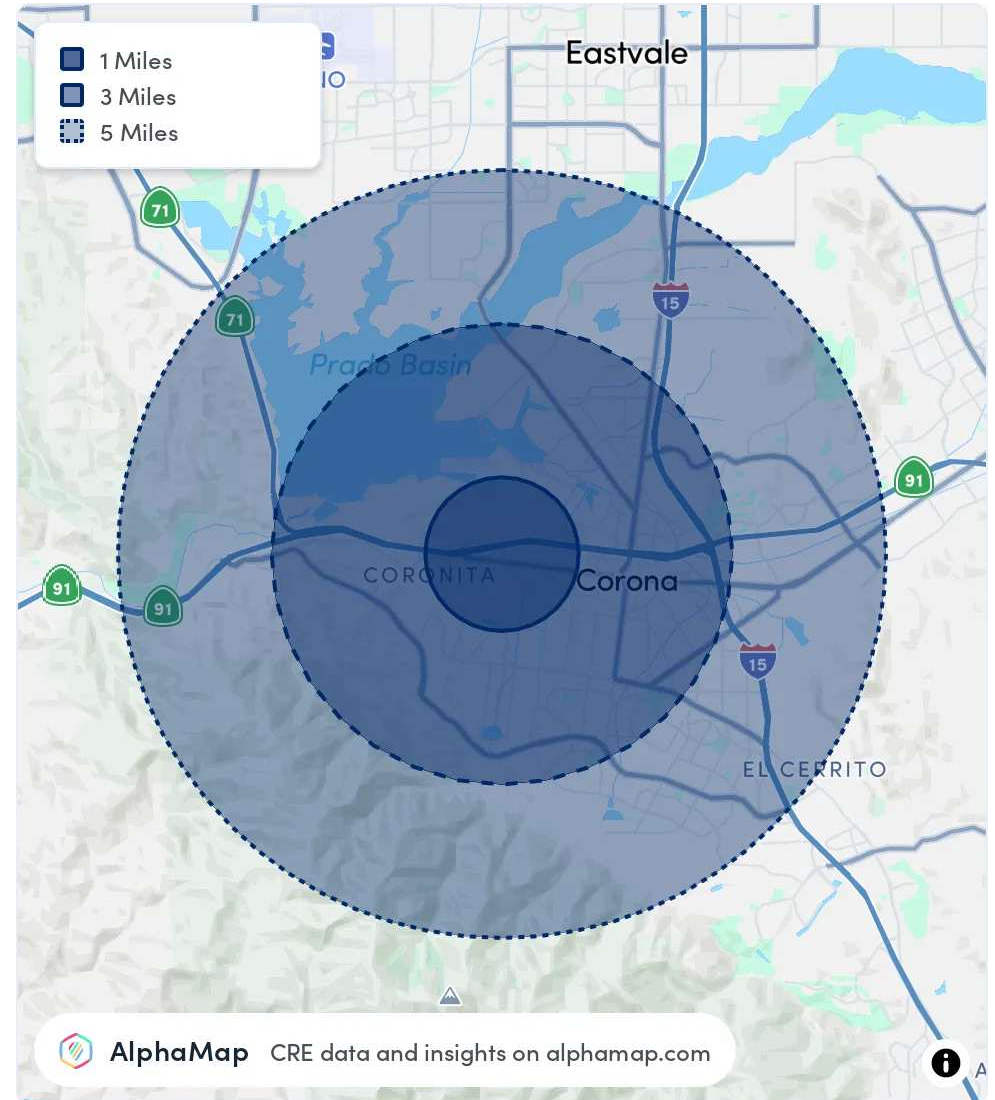 Eastvale
1 Miles
IO
3 Miles
5 Miles
71
15
71
Prado Basin
91
CORONITA
Corona
91
91
15
EL CERRITO
AlphaMap
CRE data and insights on alphamap.com
A